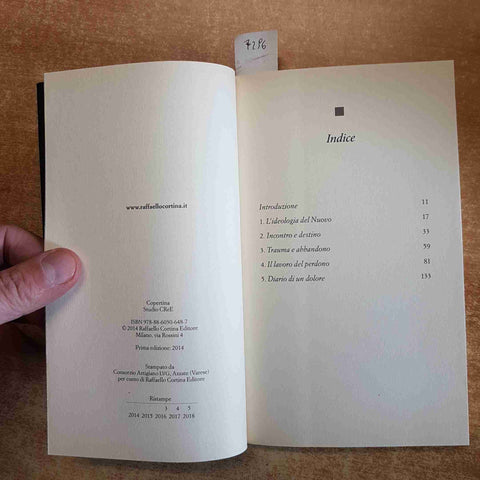 7296
www.raffaellocortina.it
Copertina
Studio CReE
ISBN 978-88-6030-648-7
© 2014 Raffaello Cortina Editore
Milano, via Rossini 4
Prima edizione: 2014
Stampato da
Consorzio Artigiano LVG, Azzate (Varese)
per conto di Raffaello Cortina Editore
Ristampe
3 4 5
2014 2015 2016 2017 2018
Indice
Introduzione 11
1. L'ideologia del Nuovo 17
2. Incontro e destino 33
3. Trauma e abbandono 59
4. Il lavoro del perdono 81
5. Diario di un dolore 133